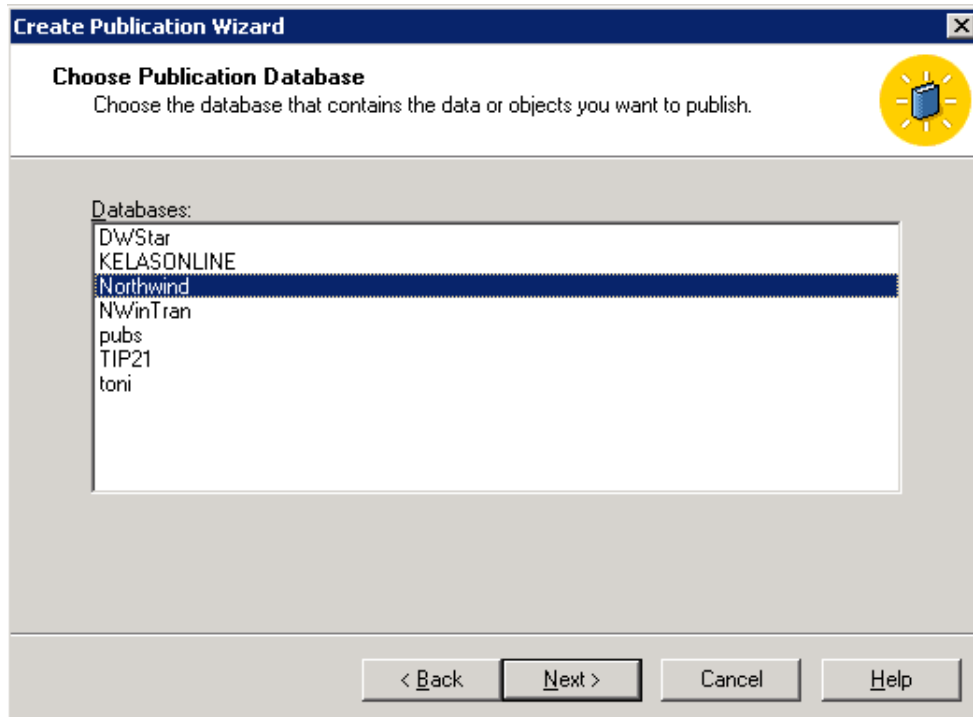 Create Publication Wizard
Choose Publication Database
Choose the database that contains the data or objects you want to publish.
Databases:
DWStar
KELASONLINE
Northwind
NWinTran
pubs
TIP21
toni
< Back Next > Cancel Help